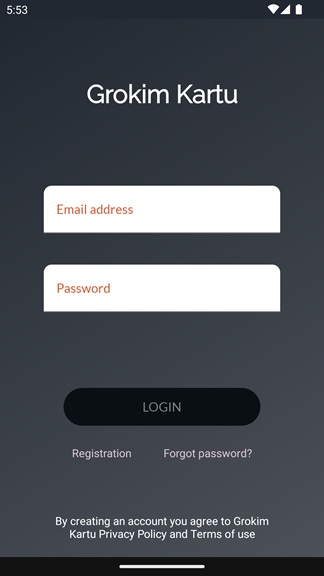 5:53
Grokim Kartu
Email address
Password
LOGIN
Registration
Forgot password?
By creating an account you agree to Grokim
Kartu Privacy Policy and Terms of use